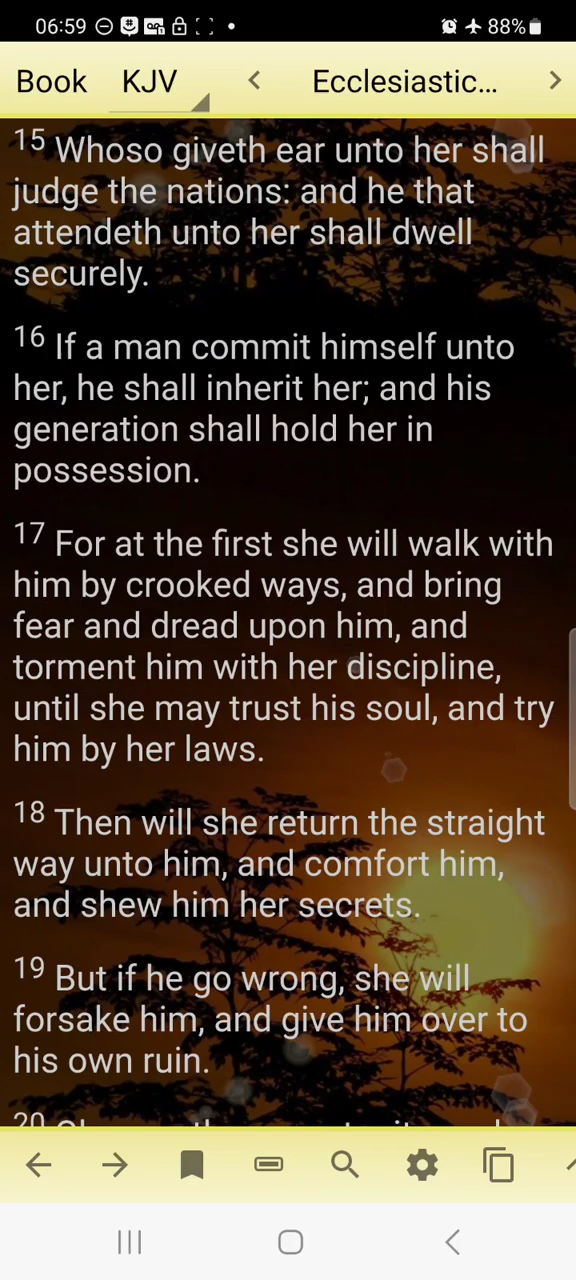 06:59 88%
Book KJV Ecclesiastic...
15 Whoso giveth ear unto her shall
judge the nations: and he that
attendeth unto her shall dwell
securely.
16 If a man commit himself unto
her, he shall inherit her; and his
generation shall hold her in
possession.
17 For at the first she will walk with
him by crooked ways, and bring
fear and dread upon him, and
torment him with her discipline,
until she may trust his soul, and try
him by her laws.
18 Then will she return the straight
way unto him, and comfort him,
and shew him her secrets.
19 But if he go wrong, she will
forsake him, and give him over to
his own ruin.
20